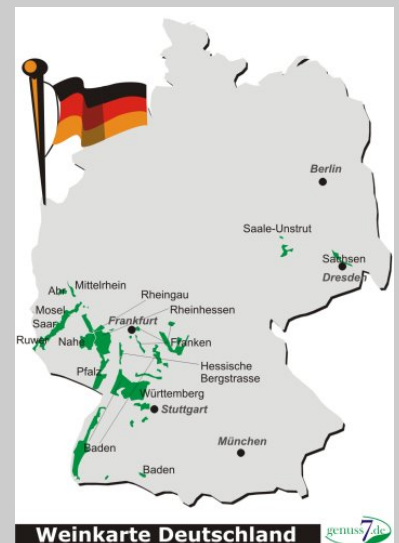 Berlin
Saale-Unstrut
Sachsen
Dresden
Ahr
Mittelrhein
Rheingau
Mosel
Saar
Ruwer
Nahe
Frankfurt
Rheinhessen
Franken
Pfalz
Hessische
Bergstrasse
Württemberg
Stuttgart
München
Baden
Baden
Weinkarte Deutschland
genuss7.de